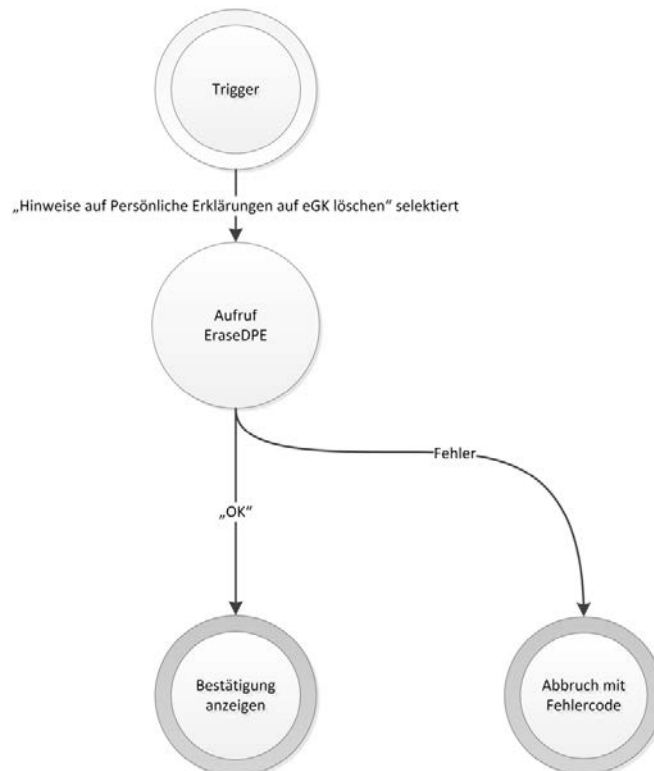 Trigger
„Hinweise auf Persönliche Erklärungen auf eGK löschen“ selektiert
Aufruf
EraseDPE
Fehler
„OK“
Bestätigung
anzeigen
Abbruch mit
Fehlercode